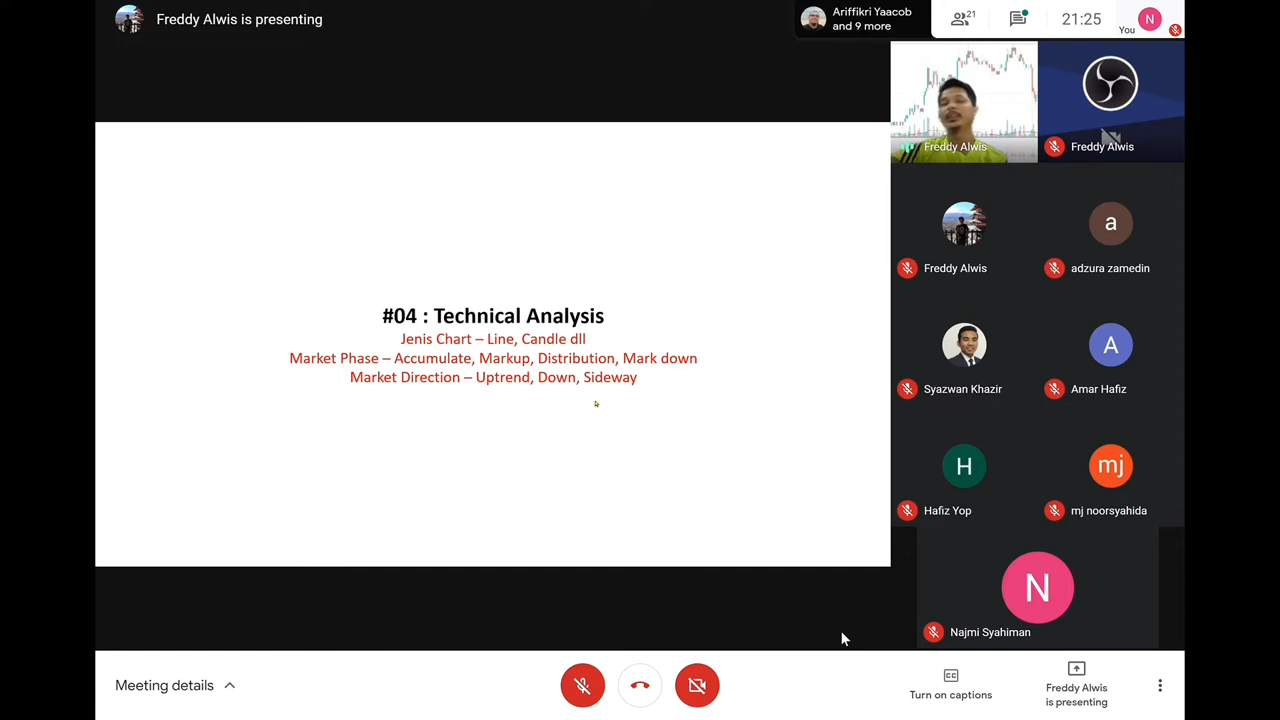 Freddy Alwis is presenting
Ariffikri Yaacob
and 9 more
21
21:25
You
N
#04 : Technical Analysis
Jenis Chart – Line, Candle dll
Market Phase – Accumulate, Markup, Distribution, Mark down
Market Direction – Uptrend, Down, Sideway
Freddy Alwis
Freddy Alwis
Freddy Alwis
a
adzura zamedin
Syazwan Khazir
A
Amar Hafiz
H
Hafiz Yop
mj
mj noorsyahida
N
Najmi Syahiman
Meeting details
Turn on captions
Freddy Alwis
is presenting